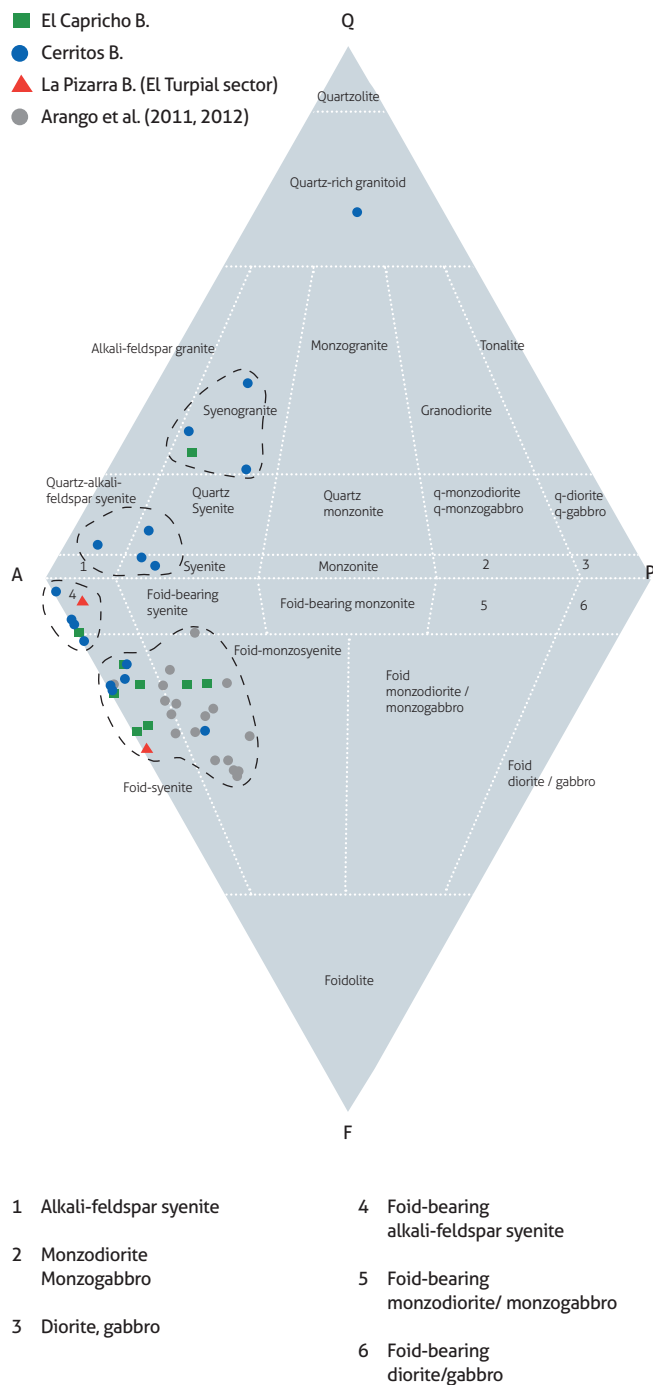 El Capricho B.
Cerritos B.
La Pizarra B. (El Turpial sector)
Arango et al. (2011, 2012)
Q
Quartzolite
Quartz-rich granitoid
Alkali-feldspar granite
Monzogranite
Tonalite
Syenogranite
Granodiorite
Quartz-alkali-
feldspar syenite
Quartz
Syenite
Quartz
monzonite
q-monzodiorite
q-monzogabbro
q-diorite
q-gabbro
A
1
Syenite
Monzonite
2
3
P
4
Foid-bearing
syenite
Foid-bearing monzonite
5
6
Foid-monzosyenite
Foid
monzodiorite /
monzogabbro
Foid-syenite
Foid
diorite / gabbro
Foidolite
F
1 Alkali-feldspar syenite
2 Monzodiorite
Monzogabbro
3 Diorite, gabbro
4 Foid-bearing
alkali-feldspar syenite
5 Foid-bearing
monzodiorite/ monzogabbro
6 Foid-bearing
diorite/gabbro